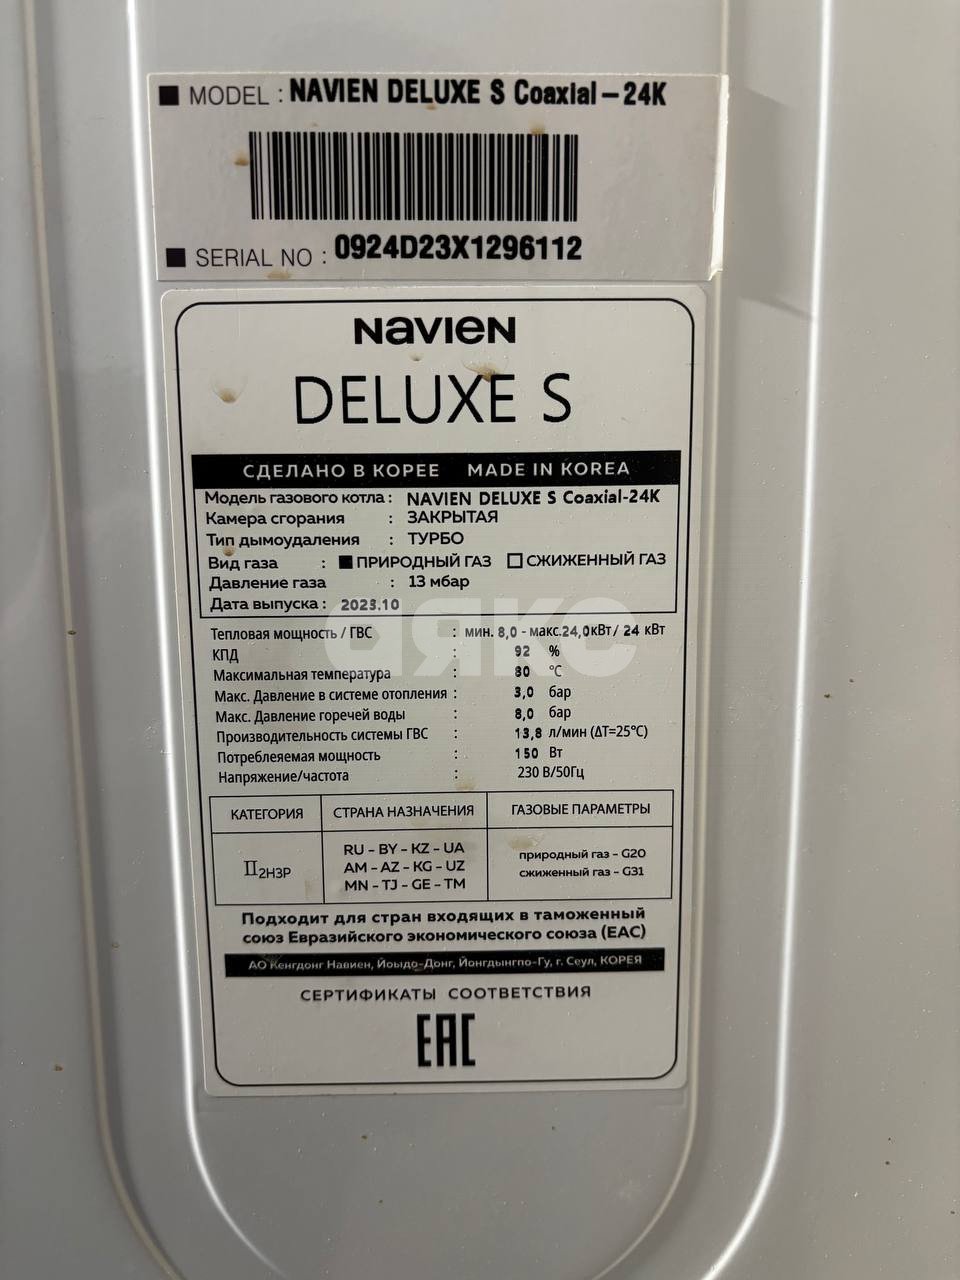 ■ MODEL : NAVIEN DELUXE S Coaxial-24K
■ SERIAL NO : 0924D23X1296112
NAVIEN
DELUXE S
СДЕЛАНО В КОРЕЕ MADE IN KOREA
Модель газового котла: NAVIEN DELUXE S Coaxial-24K
Камера сгорания : ЗАКРЫТАЯ
Тип дымоудаления : ТУРБО
Вид газа : ■ ПРИРОДНЫЙ ГАЗ □ СЖИЖЕННЫЙ ГАЗ
Давление газа : 13 мбар
Дата выпуска : 2023.10
аякс
Тепловая мощность / ГВС : мин. 8,0 - макс.24,0кВт/ 24 кВт
КПД : 92 %
Максимальная температура : 80 °C
Макс. Давление в системе отопления : 3,0 бар
Макс. Давление горечей воды : 8,0 бар
Производительность системы ГВС : 13,8 л/мин (ΔT=25°C)
Потребляемая мощность : 150 Вт
Напряжение/частота : 230 В/50Гц
КАТЕГОРИЯ СТРАНА НАЗНАЧЕНИЯ ГАЗОВЫЕ ПАРАМЕТРЫ
II2H3P
RU - BY - KZ - UA
AM - AZ - KG - UZ
MN - TJ - GE - TM
природный газ - G20
сжиженный газ - G31
Подходит для стран входящих в таможенный
союз Евразийского экономического союза (ЕАС)
АО Кенгдонг Навиен, Йоыдо-Донг, Йонгдынгпо-Гу, г. Сеул, КОРЕЯ
СЕРТИФИКАТЫ СООТВЕТСТВИЯ
ЕАС